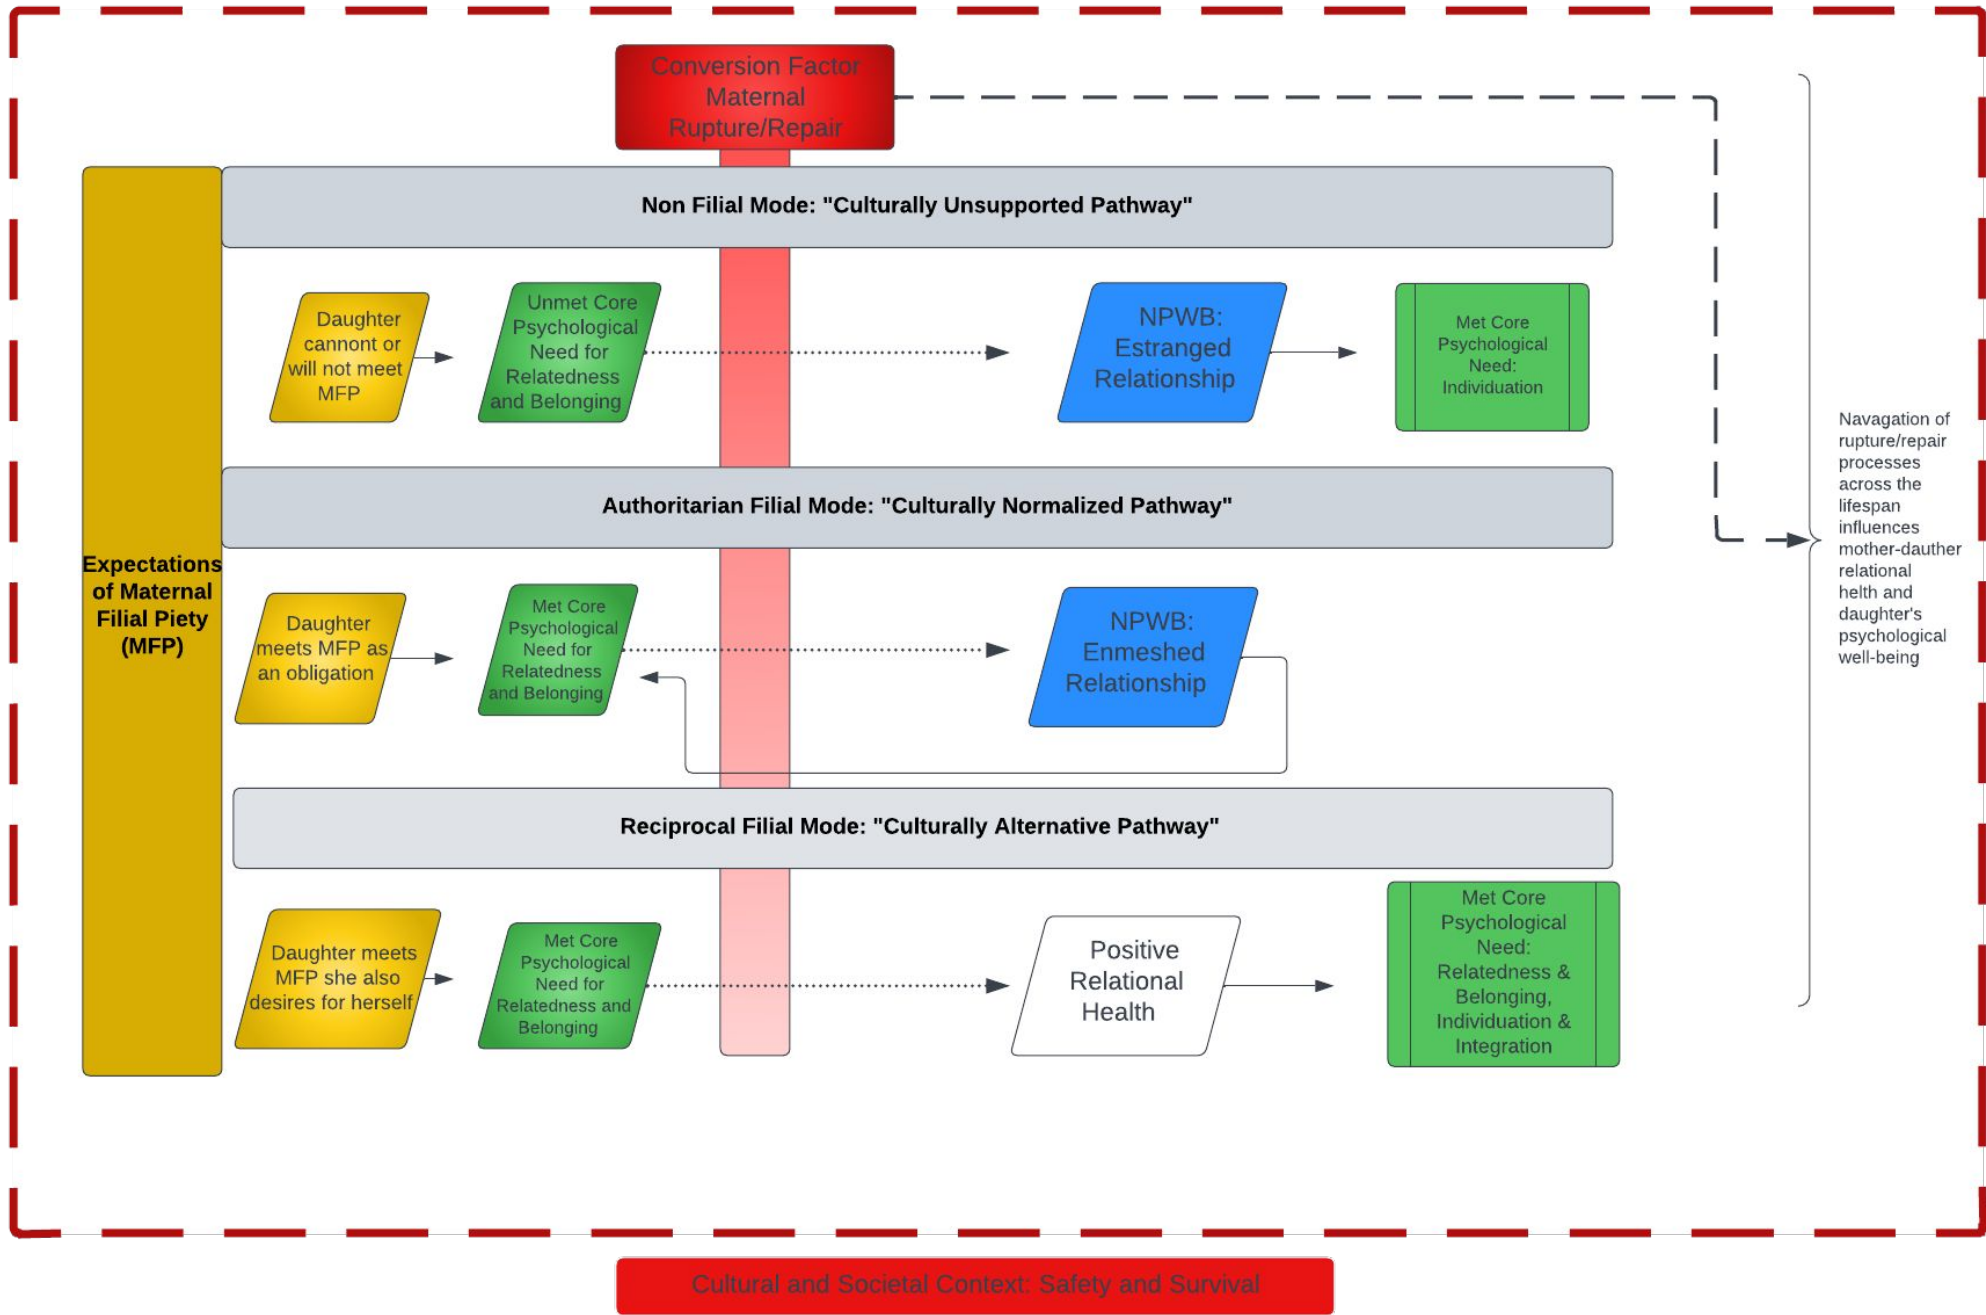 Conversion Factor
Maternal
Rupture/Repair
Non Filial Mode: "Culturally Unsupported Pathway"
Daughter
cannont or
will not meet
MFP
Unmet Core
Psychological
Need for
Relatedness
and Belonging
NPWB:
Estranged
Relationship
Met Core
Psychological
Need:
Individuation
Authoritarian Filial Mode: "Culturally Normalized Pathway"
Expectations
of Maternal
Filial Piety
(MFP)
Daughter
meets MFP as
an obligation
Met Core
Psychological
Need for
Relatedness
and Belonging
NPWB:
Enmeshed
Relationship
Navagation of
rupture/repair
processes
across the
lifespan
influences
mother-dauther
relational
helth and
daughter's
psychological
well-being
Reciprocal Filial Mode: "Culturally Alternative Pathway"
Daughter meets
MFP she also
desires for herself
Met Core
Psychological
Need for
Relatedness and
Belonging
Positive
Relational
Health
Met Core
Psychological
Need:
Relatedness &
Belonging,
Individuation &
Integration
Cultural and Societal Context: Safety and Survival